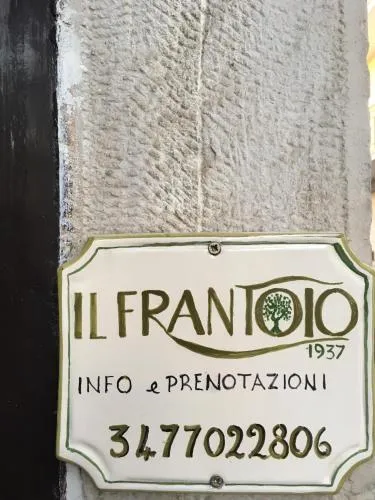 IL FRANTOIO
1937
INFO e PRENOTAZIONI
3477022806